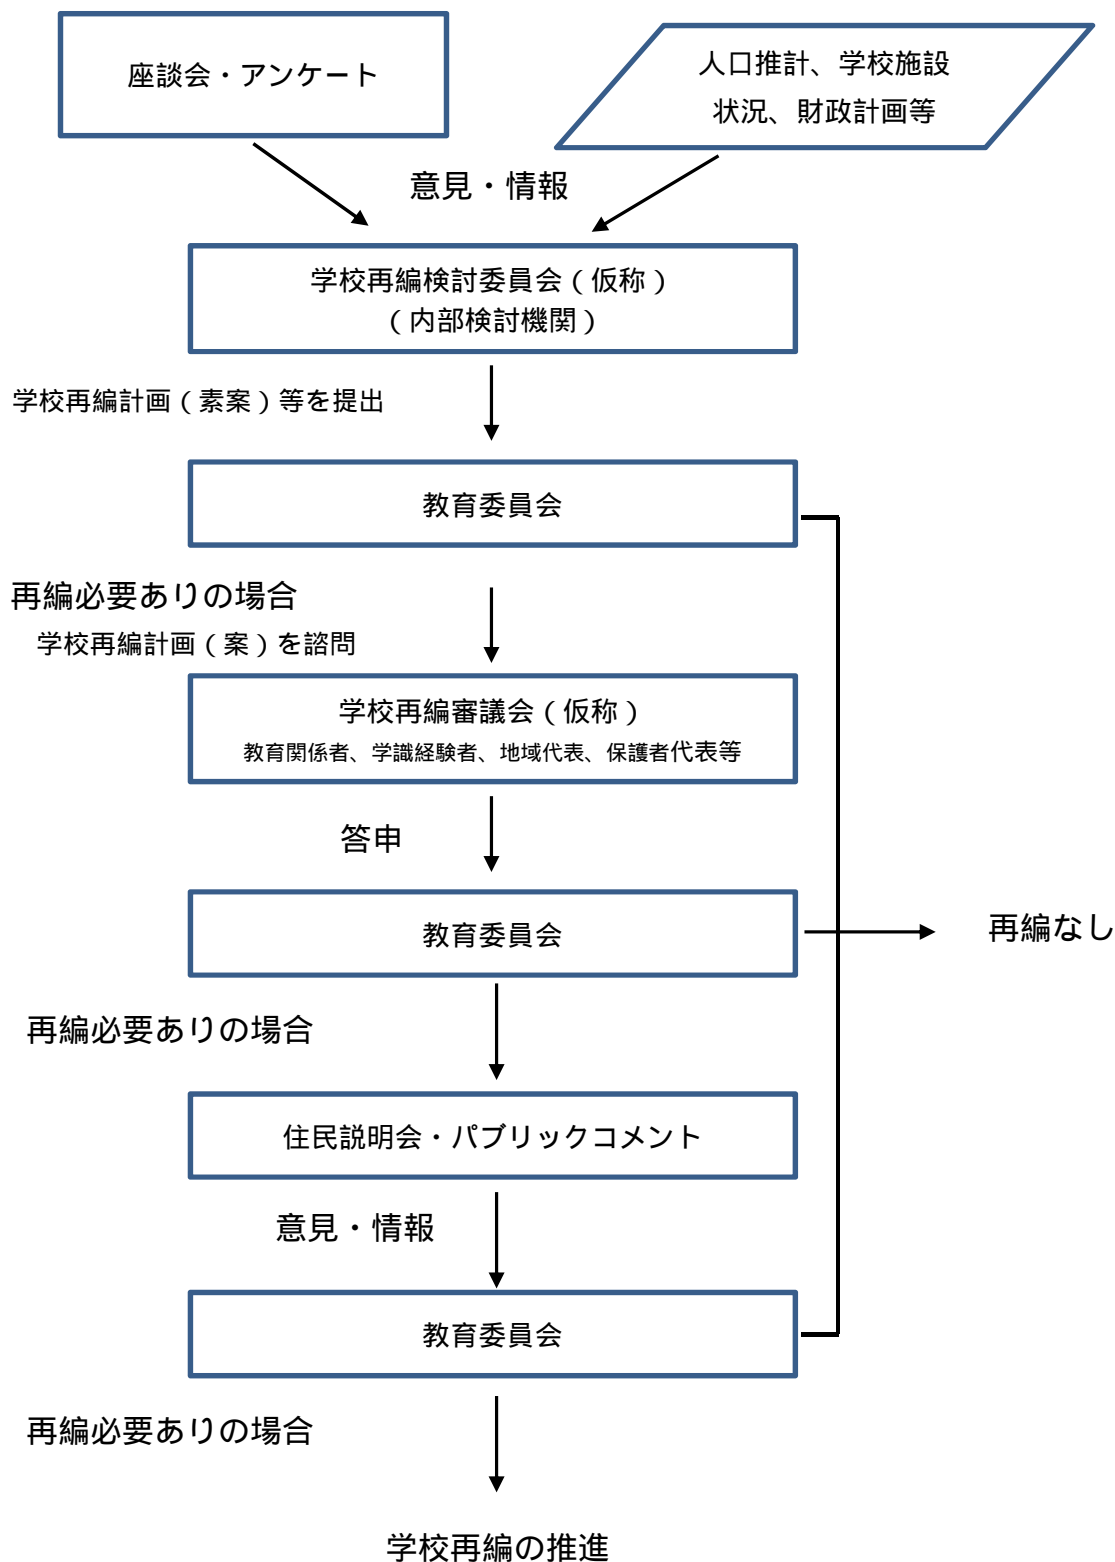 座談会・アンケート
人口推計、学校施設
状況、財政計画等
意見・情報
学校再編検討委員会（仮称）
（内部検討機関）
学校再編計画（素案）等を提出
教育委員会
再編必要ありの場合
学校再編計画（案）を諮問
学校再編審議会（仮称）
教育関係者、学識経験者、地域代表、保護者代表等
答申
教育委員会
再編なし
再編必要ありの場合
住民説明会・パブリックコメント
意見・情報
教育委員会
再編必要ありの場合
学校再編の推進